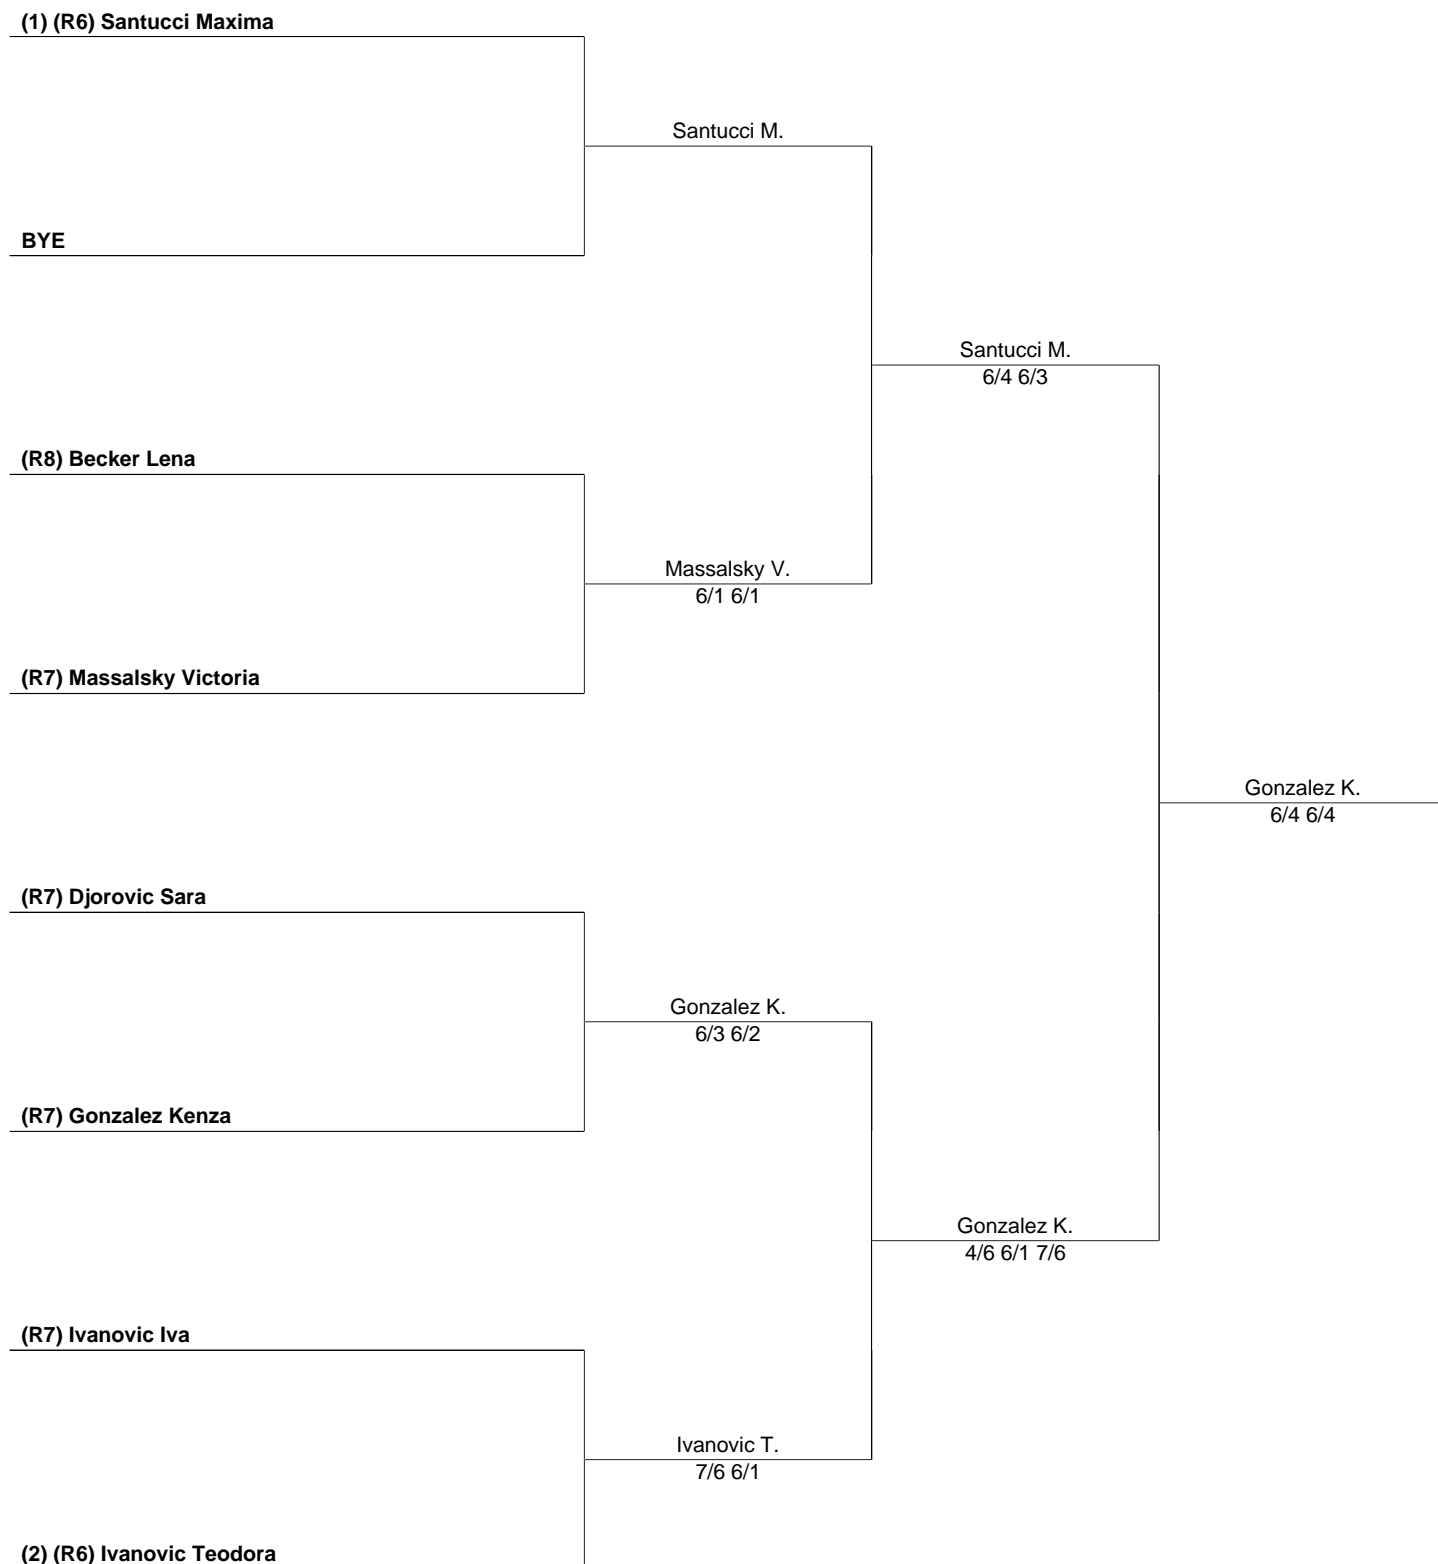 (1) (R6) Santucci Maxima
Santucci M.
BYE
Santucci M.
6/4 6/3
(R8) Becker Lena
Massalsky V.
6/1 6/1
(R7) Massalsky Victoria
Gonzalez K.
6/4 6/4
(R7) Djorovic Sara
Gonzalez K.
6/3 6/2
(R7) Gonzalez Kenza
Gonzalez K.
4/6 6/1 7/6
(R7) Ivanovic Iva
Ivanovic T.
7/6 6/1
(2) (R6) Ivanovic Teodora